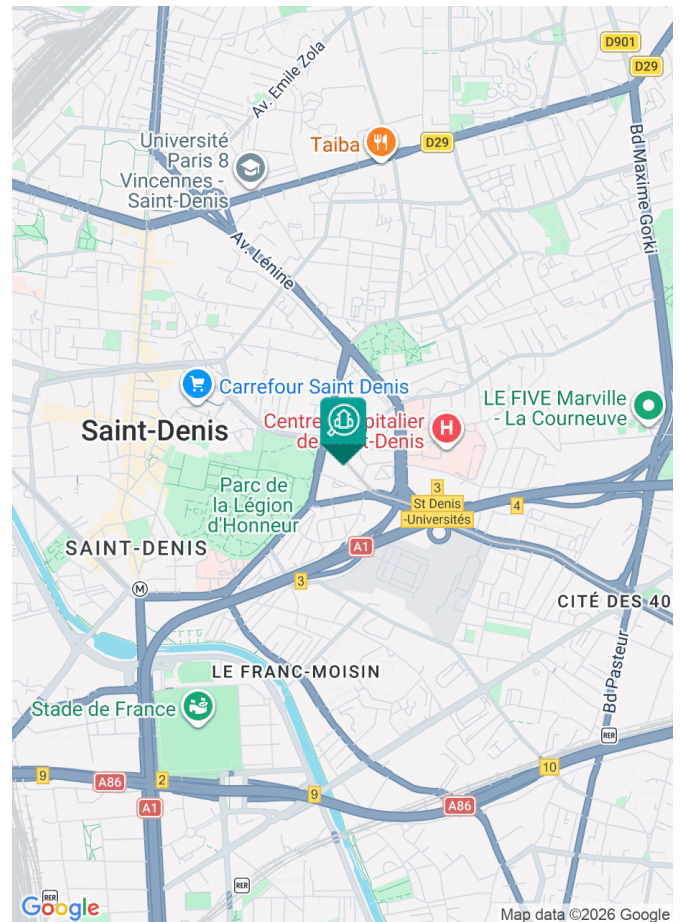 D901
D29
Av. Emile Zola
Université
Paris 8
Vincennes -
Saint-Denis
Taiba
D29
Bd Maxime Gorki
Av. Lénine
Carrefour Saint Denis
LE FIVE Marville
- La Courneuve
Saint-Denis
Centre Hospitalier
de Saint-Denis
H
Parc de
la Légion
d'Honneur
3
4
St Denis
-Universités
SAINT-DENIS
A1
3
M
CITÉ DES 40
LE FRANC-MOISIN
Bd Pasteur
Stade de France
RER
9
A86
2
10
A1
9
A86
RER
RER
Google
Map data ©2026 Google